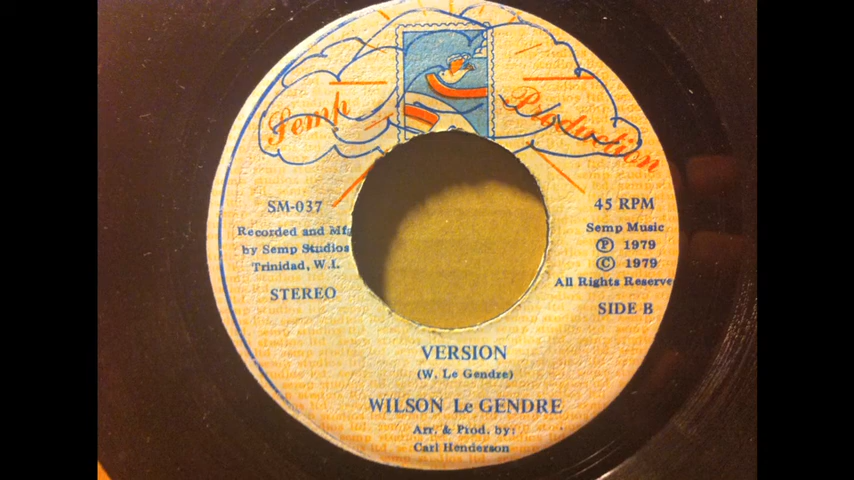 Semp Production
SM-037
Recorded and Mfg
by Semp Studios
Trinidad, W.I.
STEREO
45 RPM
Semp Music
Ⓟ 1979
© 1979
All Rights Reserve
SIDE B
VERSION
(W. Le Gendre)
WILSON Le GENDRE
Arr. & Prod. by:
Carl Henderson